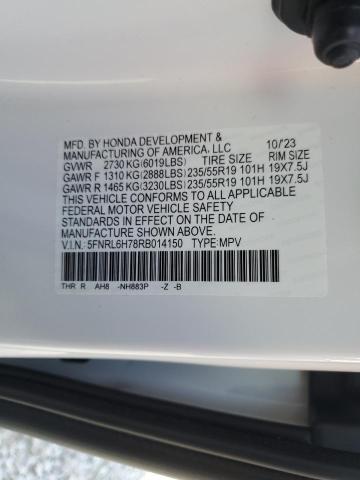 MFD. BY HONDA DEVELOPMENT &
MANUFACTURING OF AMERICA, LLC 10/'23
GVWR 2730 KG(6019LBS) TIRE SIZE RIM SIZE
GAWR F 1310 KG(2888LBS) 235/55R19 101H 19X7.5J
GAWR R 1465 KG(3230LBS) 235/55R19 101H 19X7.5J
THIS VEHICLE CONFORMS TO ALL APPLICABLE
FEDERAL MOTOR VEHICLE SAFETY
STANDARDS IN EFFECT ON THE DATE OF
MANUFACTURE SHOWN ABOVE.
V.I.N.: 5FNRL6H78RB014150 TYPE:MPV
THR R AH8 -NH883P -Z -B